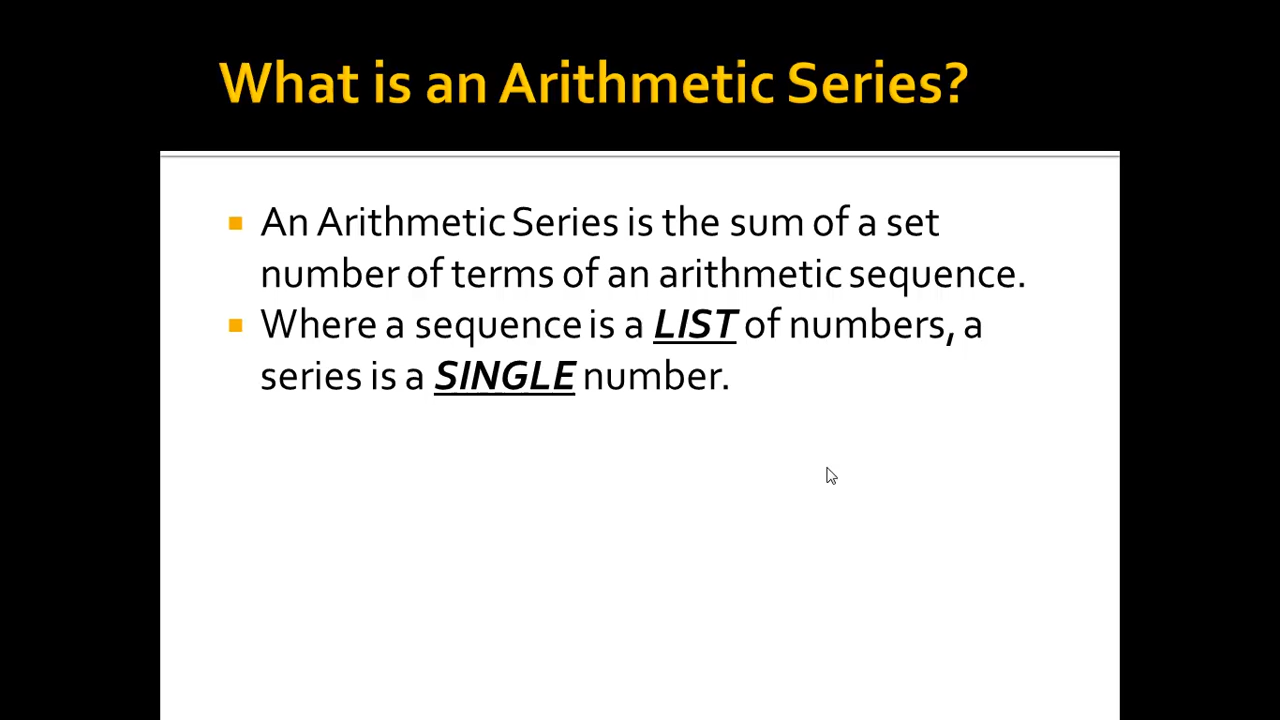 What is an Arithmetic Series?
An Arithmetic Series is the sum of a set
number of terms of an arithmetic sequence.
Where a sequence is a LIST of numbers, a
series is a SINGLE number.